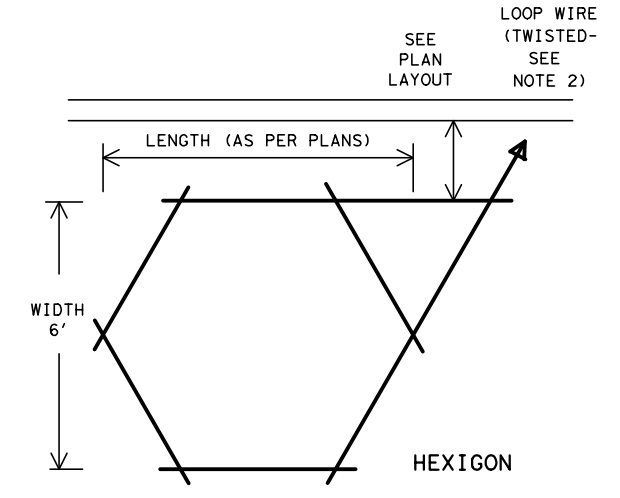 LOOP WIRE
(TWISTED-
SEE
NOTE 2)
SEE
PLAN
LAYOUT
LENGTH (AS PER PLANS)
WIDTH
6'
HEXIGON